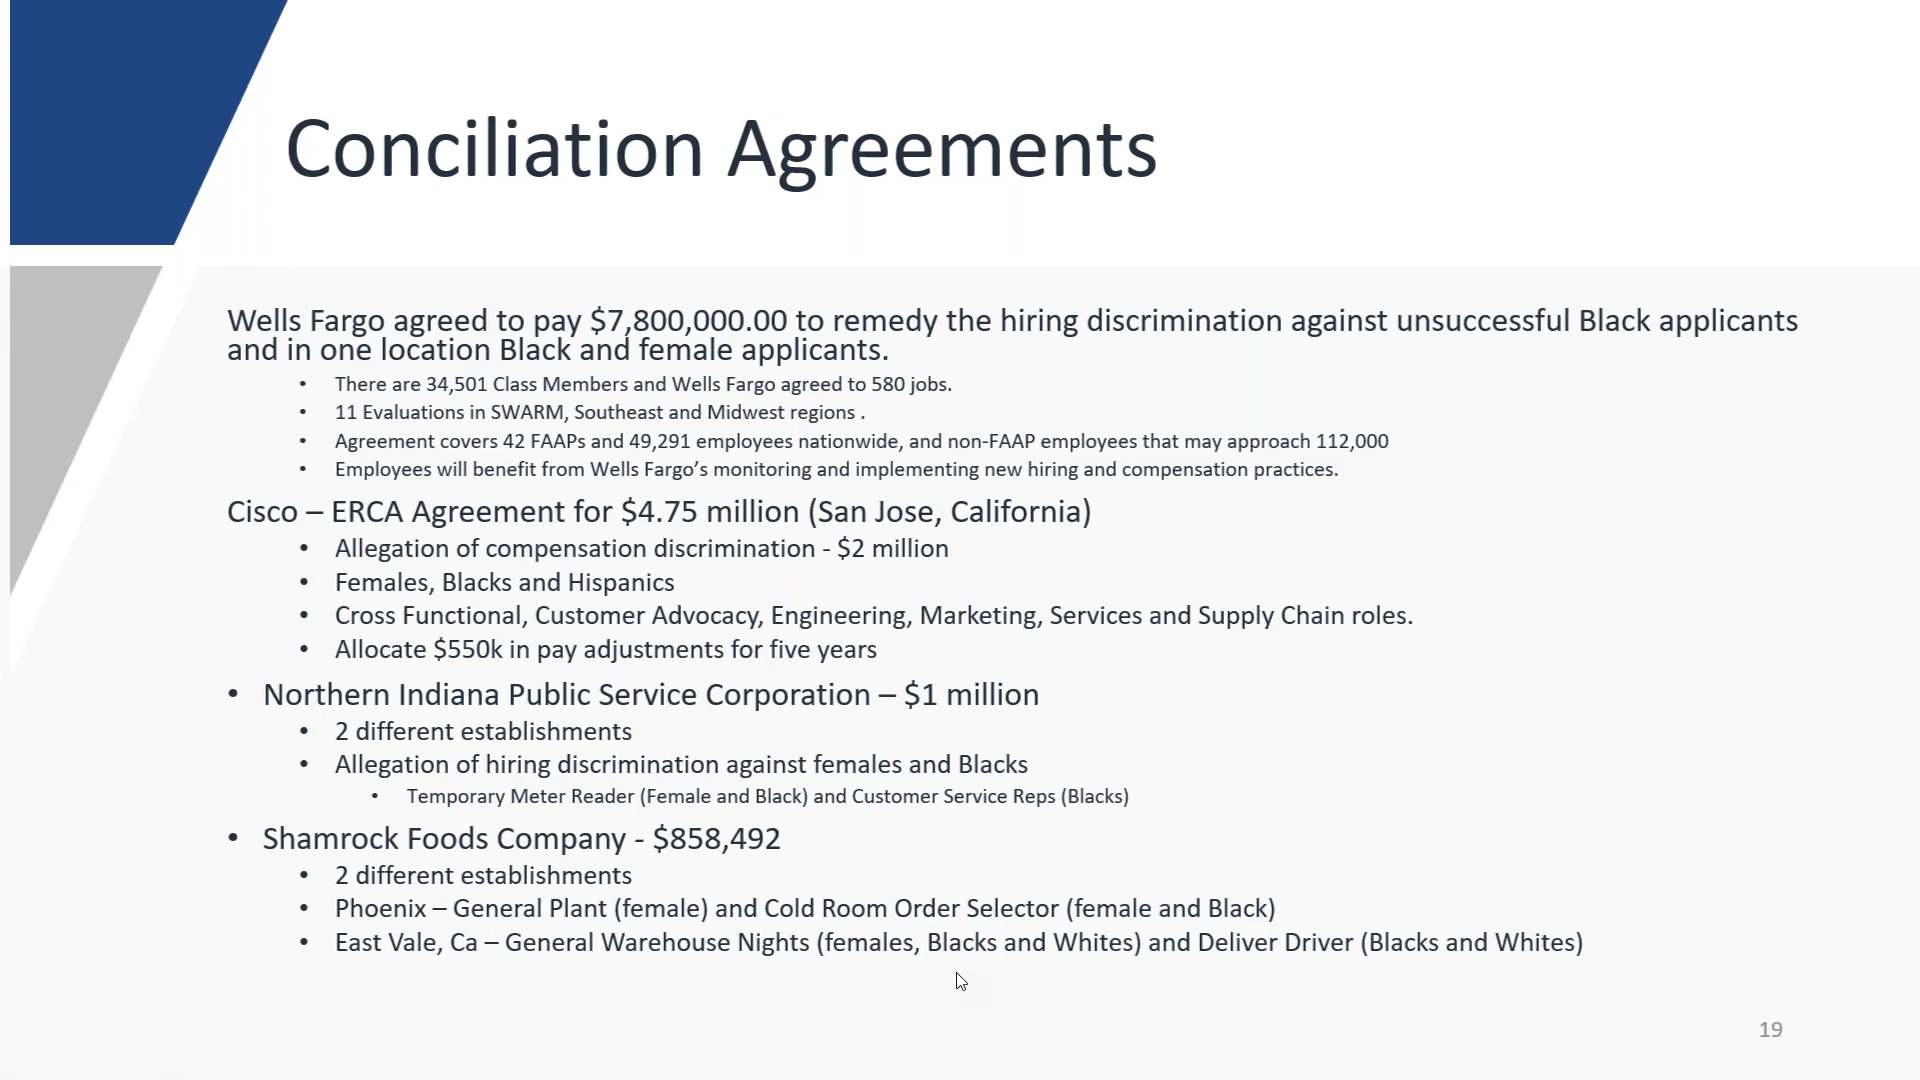 Conciliation Agreements
Wells Fargo agreed to pay $7,800,000.00 to remedy the hiring discrimination against unsuccessful Black applicants
and in one location Black and female applicants.
• There are 34,501 Class Members and Wells Fargo agreed to 580 jobs.
• 11 Evaluations in SWARM, Southeast and Midwest regions .
• Agreement covers 42 FAAPs and 49,291 employees nationwide, and non-FAAP employees that may approach 112,000
• Employees will benefit from Wells Fargo’s monitoring and implementing new hiring and compensation practices.
Cisco – ERCA Agreement for $4.75 million (San Jose, California)
• Allegation of compensation discrimination - $2 million
• Females, Blacks and Hispanics
• Cross Functional, Customer Advocacy, Engineering, Marketing, Services and Supply Chain roles.
• Allocate $550k in pay adjustments for five years
• Northern Indiana Public Service Corporation – $1 million
• 2 different establishments
• Allegation of hiring discrimination against females and Blacks
• Temporary Meter Reader (Female and Black) and Customer Service Reps (Blacks)
• Shamrock Foods Company - $858,492
• 2 different establishments
• Phoenix – General Plant (female) and Cold Room Order Selector (female and Black)
• East Vale, Ca – General Warehouse Nights (females, Blacks and Whites) and Deliver Driver (Blacks and Whites)
19